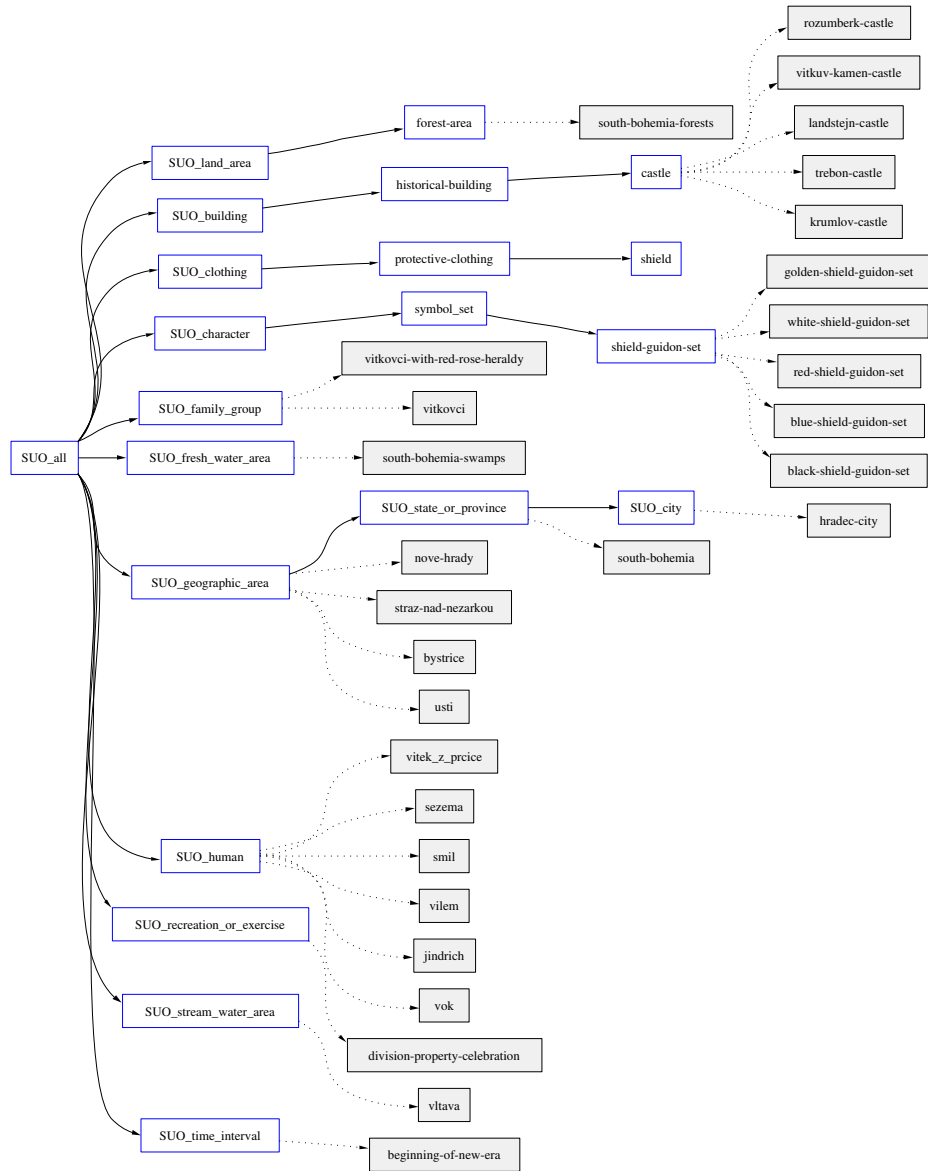 rozumberk-castle
vitkuv-kamen-castle
forest-area
south-bohemia-forests
landstejn-castle
SUO_land_area
castle
trebon-castle
historical-building
SUO_building
krumlov-castle
protective-clothing
shield
SUO_clothing
golden-shield-guidon-set
symbol_set
white-shield-guidon-set
SUO_character
shield-guidon-set
vitkovci-with-red-rose-heraldy
red-shield-guidon-set
SUO_family_group
vitkovci
blue-shield-guidon-set
SUO_all
SUO_fresh_water_area
south-bohemia-swamps
black-shield-guidon-set
SUO_state_or_province
SUO_city
hradec-city
nove-hrady
south-bohemia
SUO_geographic_area
straz-nad-nezarkou
bystrice
usti
vitek_z_prcice
sezema
SUO_human
smil
vilem
SUO_recreation_or_exercise
jindrich
SUO_stream_water_area
vok
division-property-celebration
vltava
SUO_time_interval
beginning-of-new-era